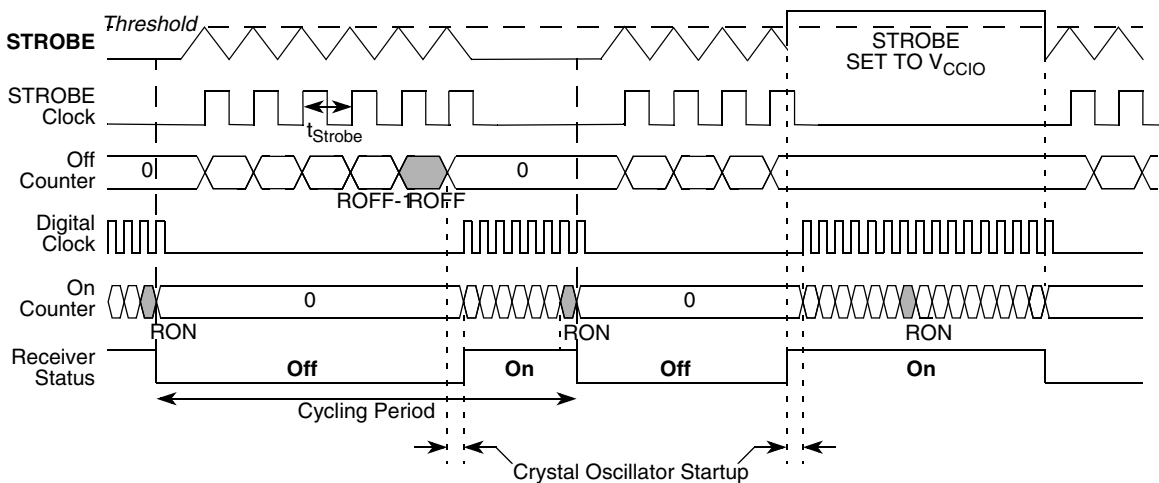 Threshold
STROBE
STROBE
SET TO VCCIO
STROBE
Clock
tStrobe
Off
Counter
0
0
ROFF-1
ROFF
Digital
Clock
On
Counter
0
0
RON
RON
RON
Receiver
Status
Off
On
Off
On
Cycling Period
Crystal Oscillator Startup